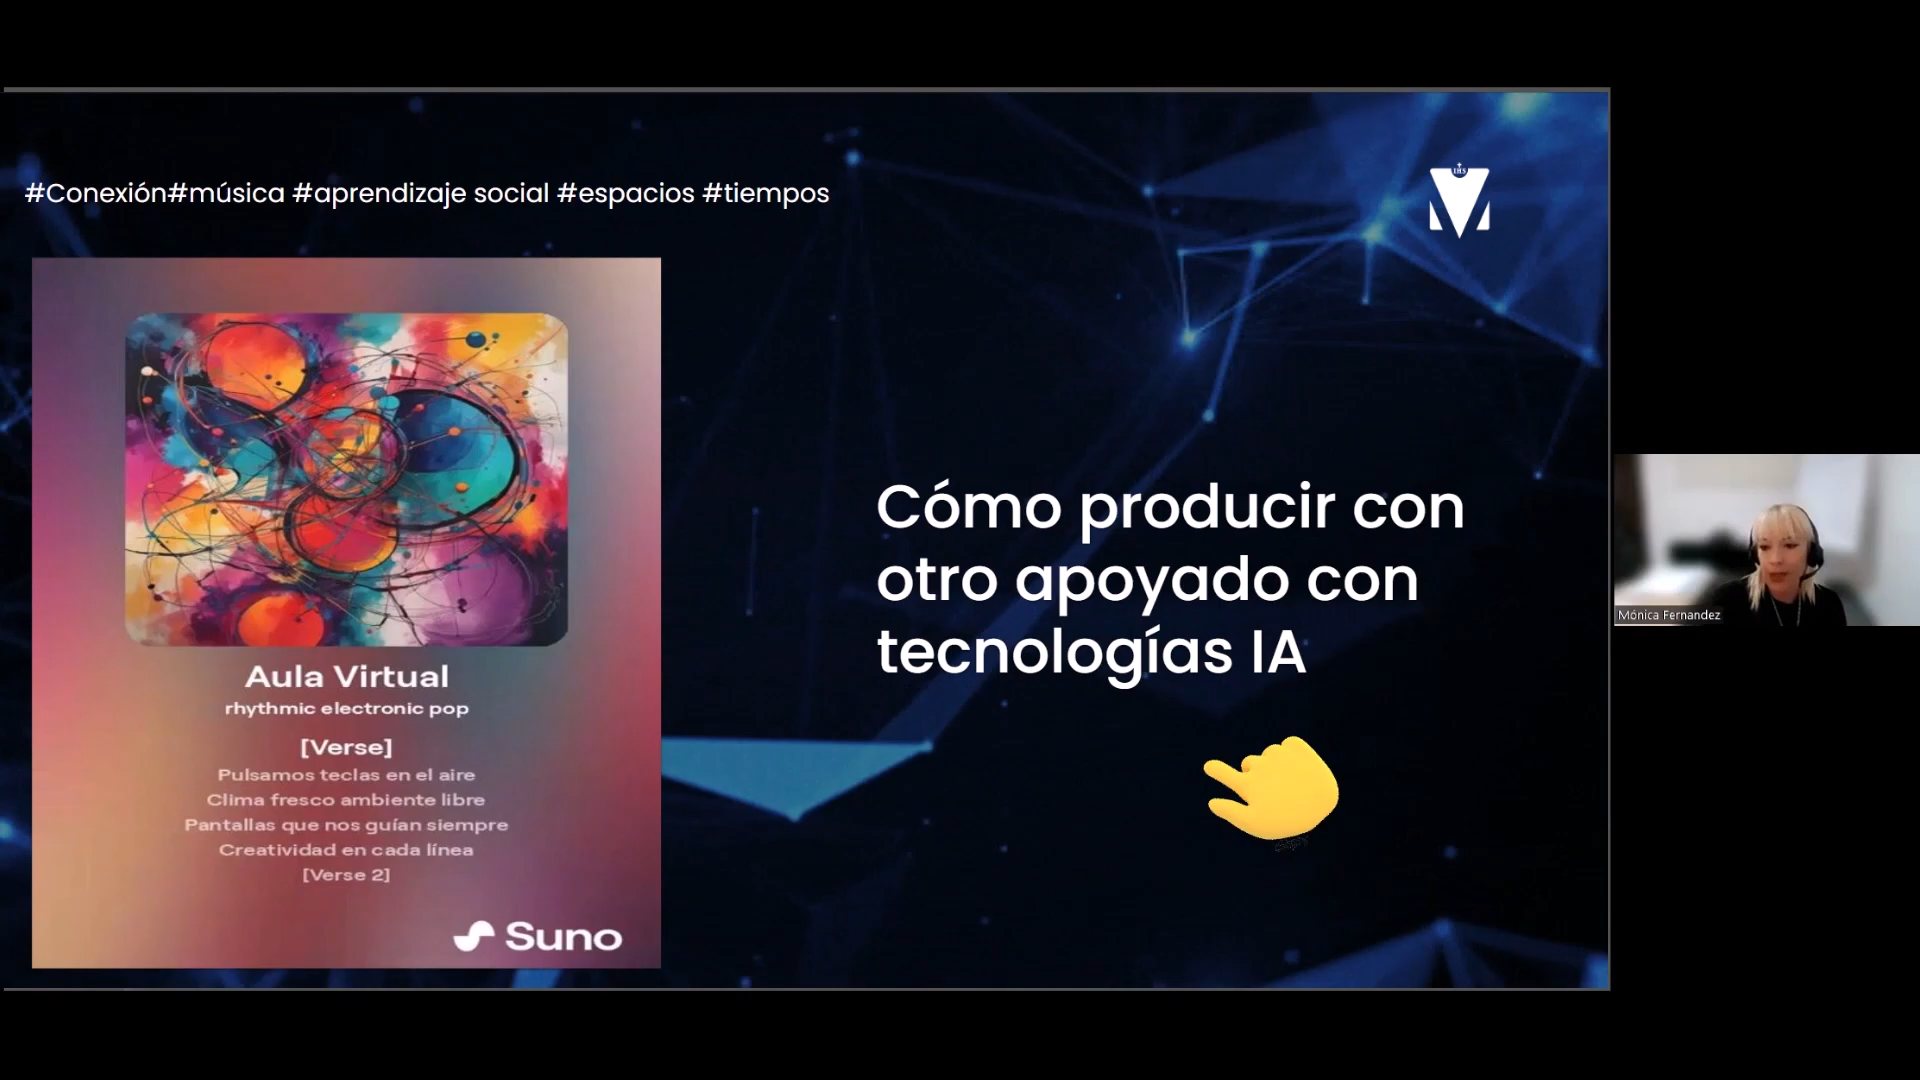 #Conexión#música #aprendizaje social #espacios #tiempos
IHS
Aula Virtual
rhythmic electronic pop
[Verse]
Pulsamos teclas en el aire
Clima fresco ambiente libre
Pantallas que nos guían siempre
Creatividad en cada línea
[Verse 2]
Suno
Cómo producir con
otro apoyado con
tecnologías IA
Mónica Fernandez